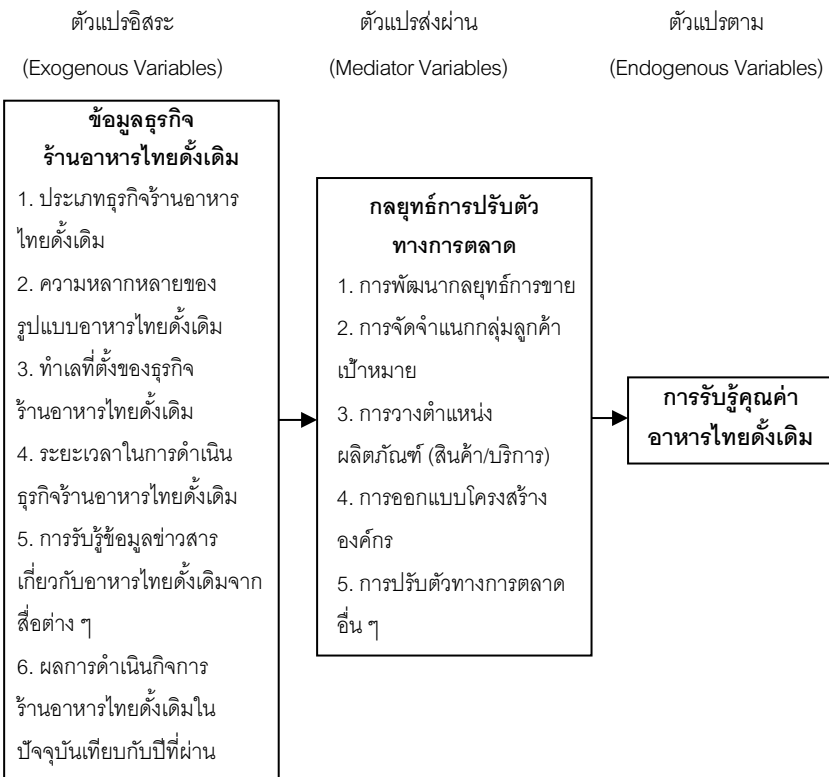 ตัวแปรอิสระ
(Exogenous Variables)
ตัวแปรส่งผ่าน
(Mediator Variables)
ตัวแปรตาม
(Endogenous Variables)
ข้อมูลธุรกิจ
ร้านอาหารไทยดั้งเดิม
1. ประเภทธุรกิจร้านอาหาร
ไทยดั้งเดิม
2. ความหลากหลายของ
รูปแบบอาหารไทยดั้งเดิม
3. ทำเลที่ตั้งของธุรกิจ
ร้านอาหารไทยดั้งเดิม
4. ระยะเวลาในการดำเนิน
ธุรกิจร้านอาหารไทยดั้งเดิม
5. การรับรู้ข้อมูลข่าวสาร
เกี่ยวกับอาหารไทยดั้งเดิมจาก
สื่อต่าง ๆ
6. ผลการดำเนินกิจการ
ร้านอาหารไทยดั้งเดิมใน
ปัจจุบันเทียบกับปีที่ผ่าน
กลยุทธ์การปรับตัว
ทางการตลาด
1. การพัฒนากลยุทธ์การขาย
2. การจัดจำแนกกลุ่มลูกค้า
เป้าหมาย
3. การวางตำแหน่ง
ผลิตภัณฑ์ (สินค้า/บริการ)
4. การออกแบบโครงสร้าง
องค์กร
5. การปรับตัวทางการตลาด
อื่น ๆ
การรับรู้คุณค่า
อาหารไทยดั้งเดิม